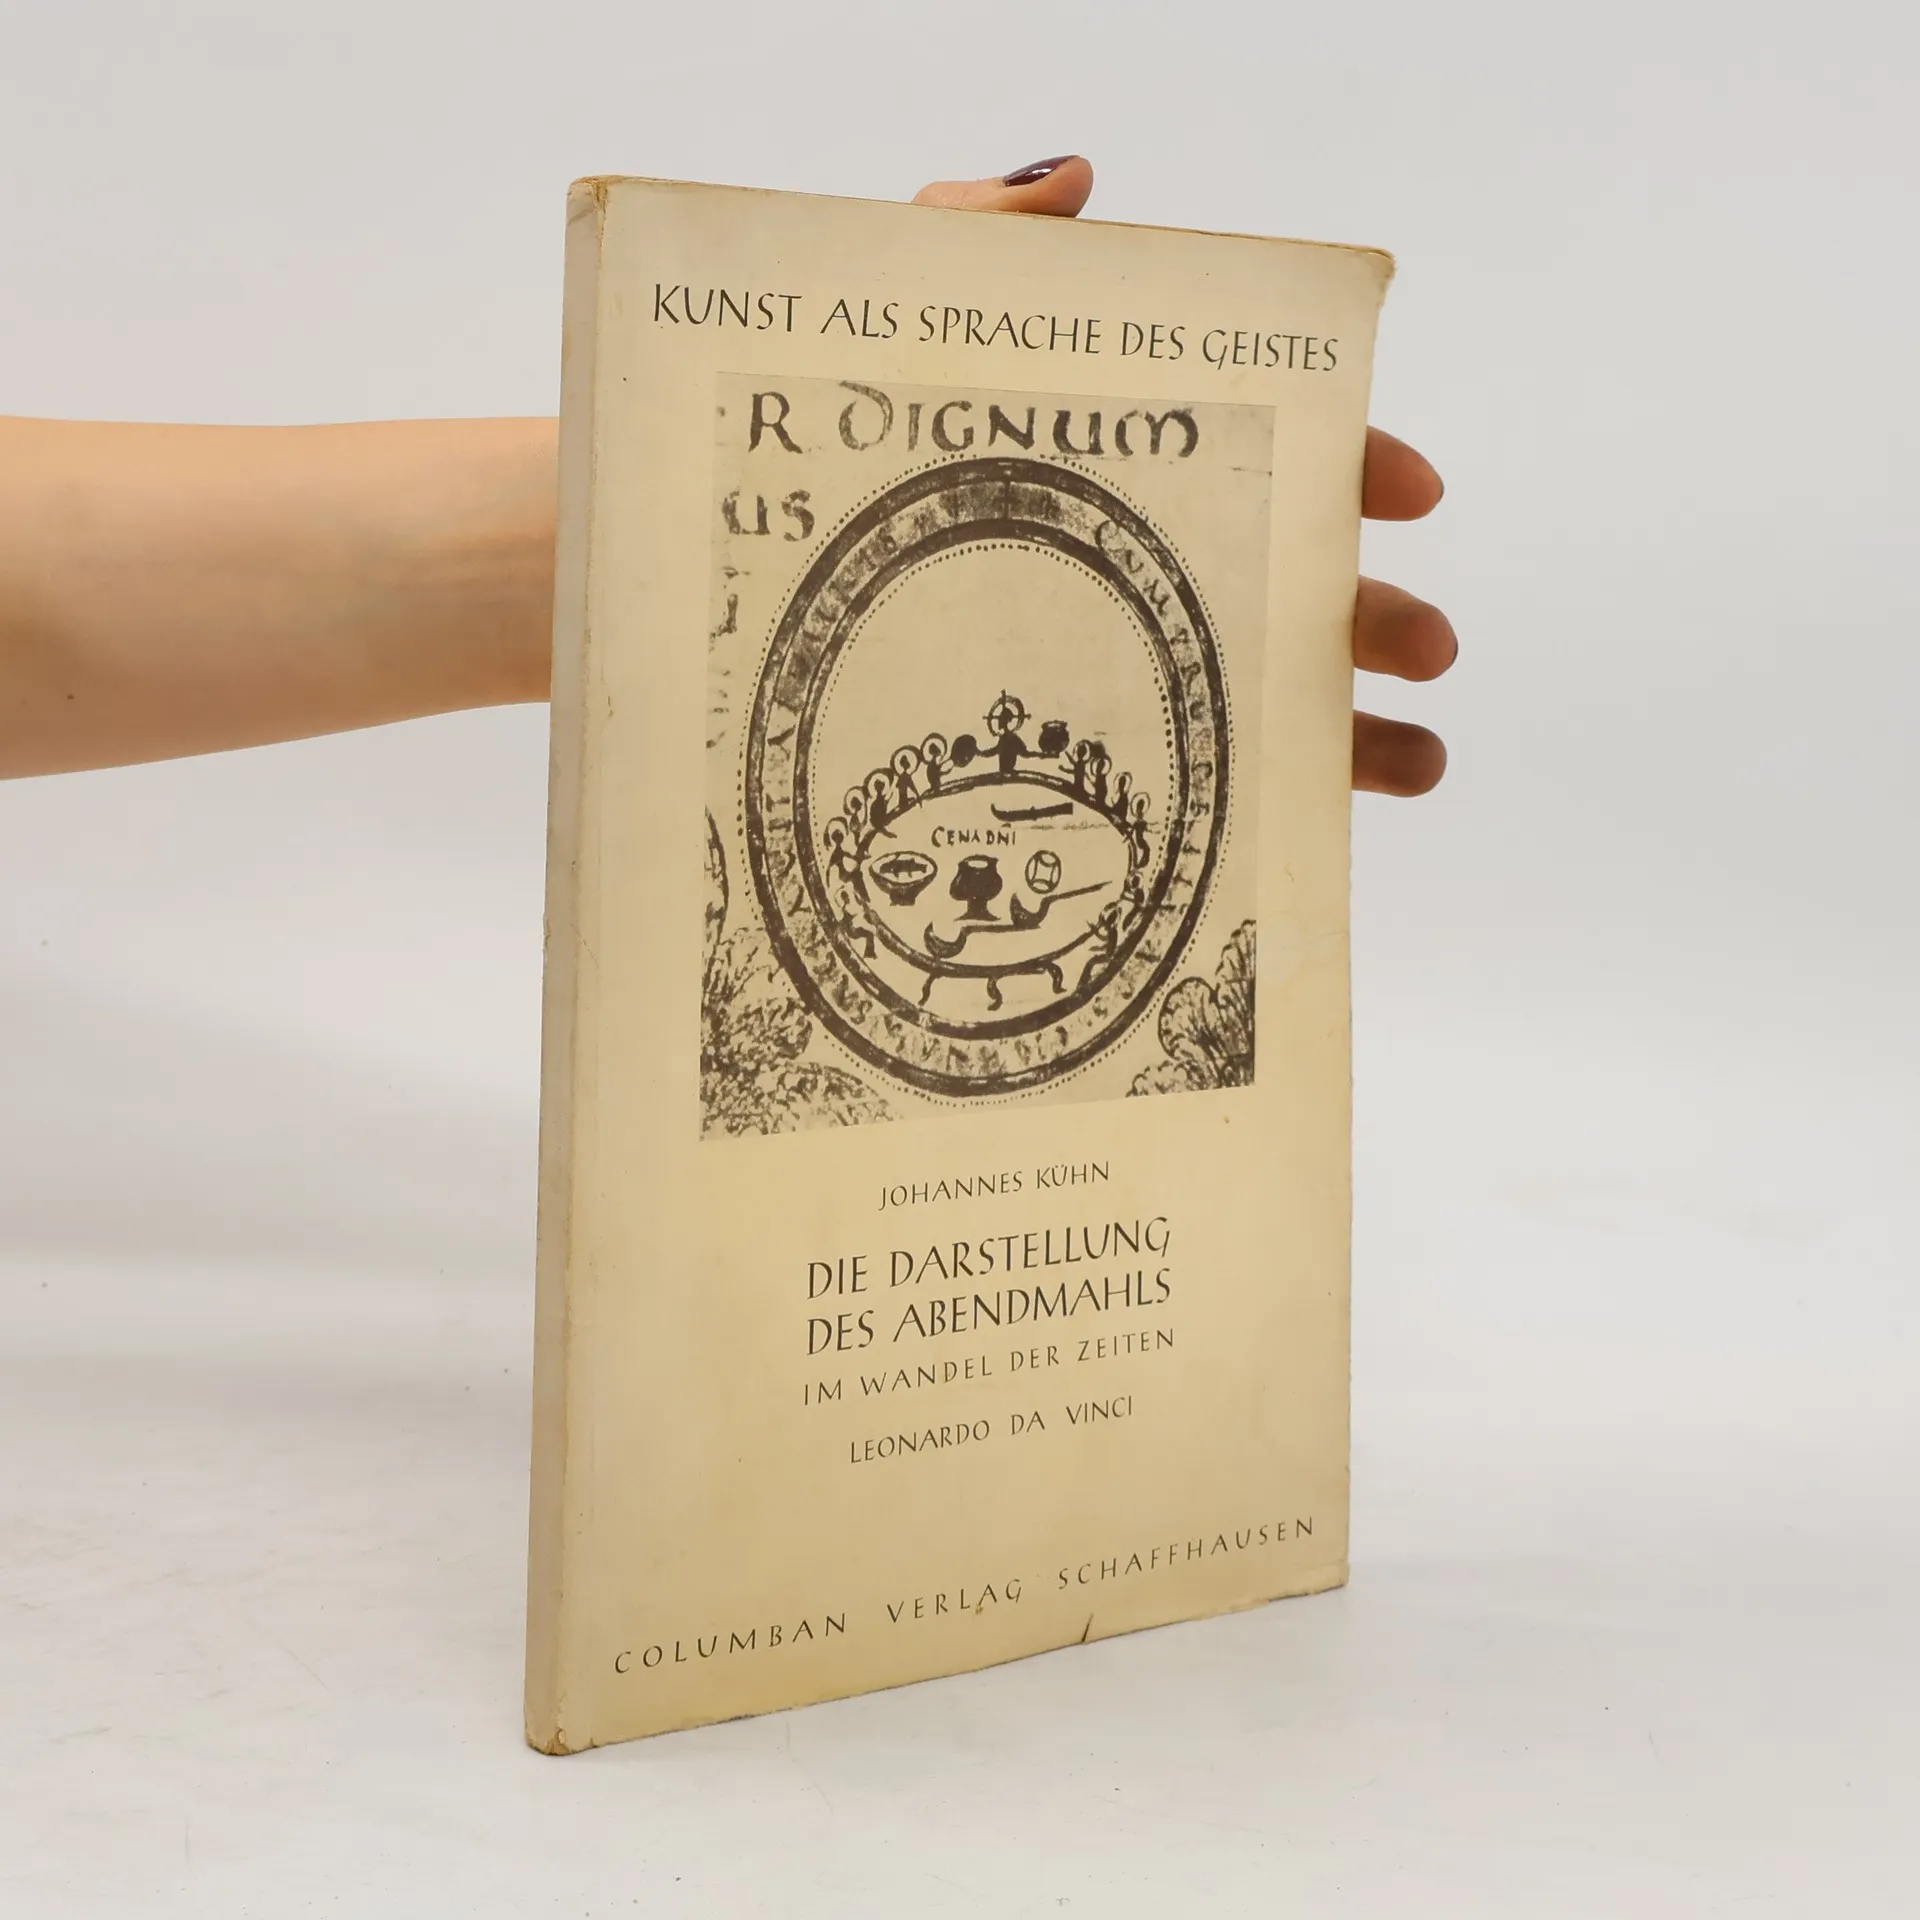 KUNST ALS SPRACHE DES GEISTES
R DIGNUM
US
CENA DNI
JOHANNES KÜHN
DIE DARSTELLUNG
DES ABENDMAHLS
IM WANDEL DER ZEITEN
LEONARDO DA VINCI
COLUMBAN VERLAG SCHAFFHAUSEN